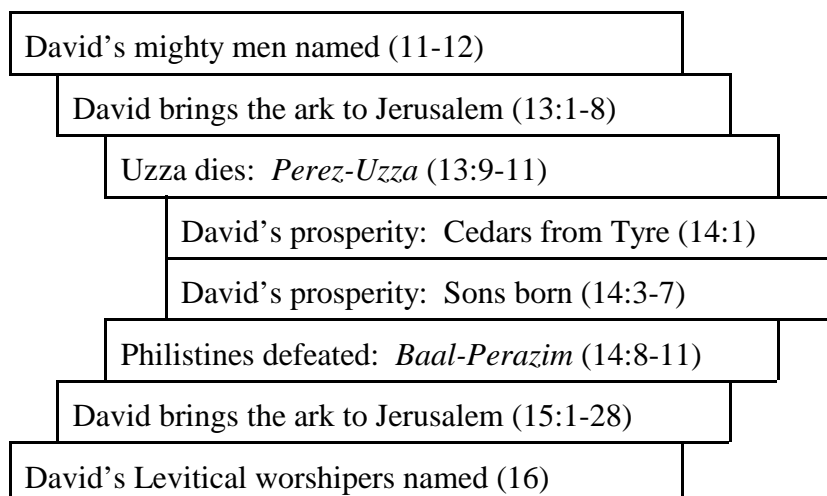 David’s mighty men named (11-12)
David brings the ark to Jerusalem (13:1-8)
Uzza dies:  Perez-Uzza (13:9-11)
David’s prosperity:  Cedars from Tyre (14:1)
David’s prosperity:  Sons born (14:3-7)
Philistines defeated:  Baal-Perazim (14:8-11)
David brings the ark to Jerusalem (15:1-28)
David’s Levitical worshipers named (16)